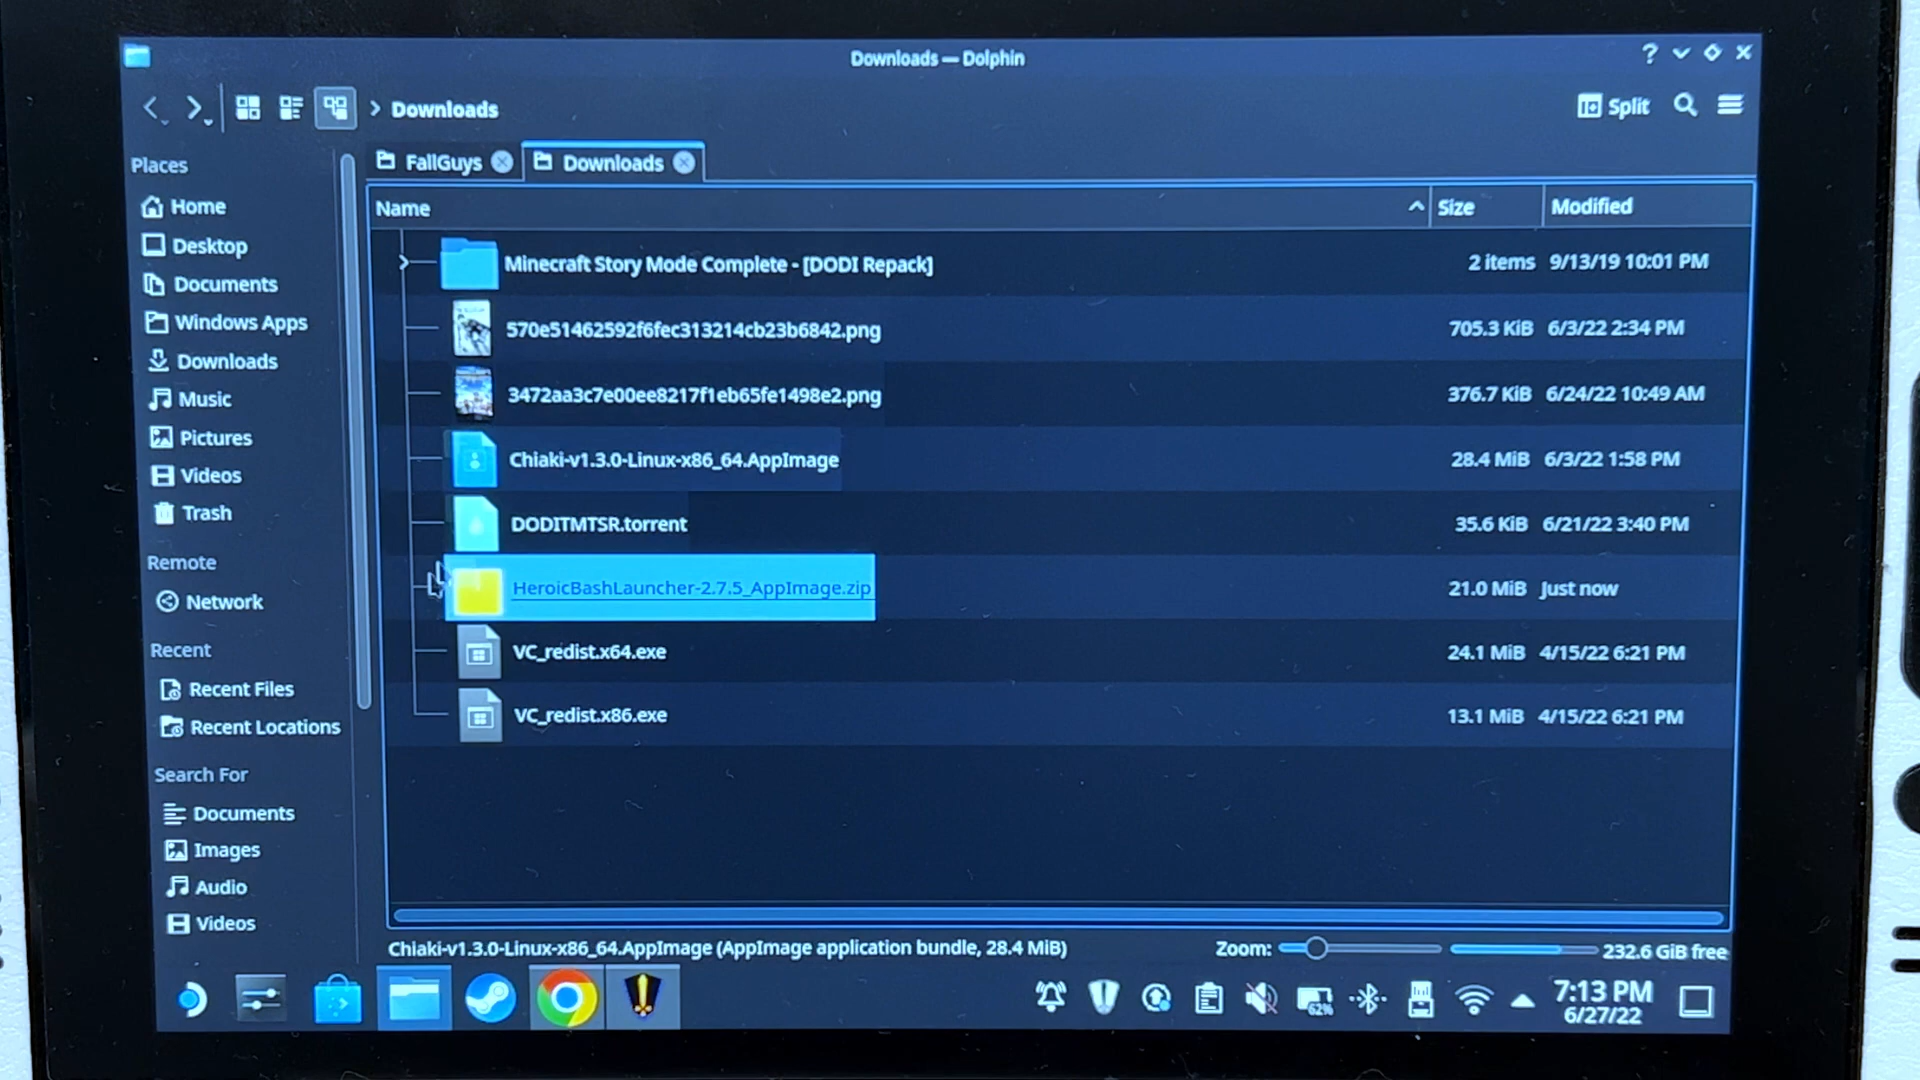 Downloads — Dolphin
Downloads
Split
Places
Home
Desktop
Documents
Windows Apps
Downloads
Music
Pictures
Videos
Trash
Remote
Network
Recent
Recent Files
Recent Locations
Search For
Documents
Images
Audio
Videos
FallGuys
Downloads
Name Size Modified
Minecraft Story Mode Complete - [DODI Repack] 2 items 9/13/19 10:01 PM
570e51462592f6fec313214cb23b6842.png 705.3 KiB 6/3/22 2:34 PM
3472aa3c7e00ee8217f1eb65fe1498e2.png 376.7 KiB 6/24/22 10:49 AM
Chiaki-v1.3.0-Linux-x86_64.AppImage 28.4 MiB 6/3/22 1:58 PM
DODITMTSR.torrent 35.6 KiB 6/21/22 3:40 PM
HeroicBashLauncher-2.7.5_AppImage.zip 21.0 MiB Just now
VC_redist.x64.exe 24.1 MiB 4/15/22 6:21 PM
VC_redist.x86.exe 13.1 MiB 4/15/22 6:21 PM
Chiaki-v1.3.0-Linux-x86_64.AppImage (AppImage application bundle, 28.4 MiB) Zoom: 232.6 GiB free
62%
7:13 PM
6/27/22